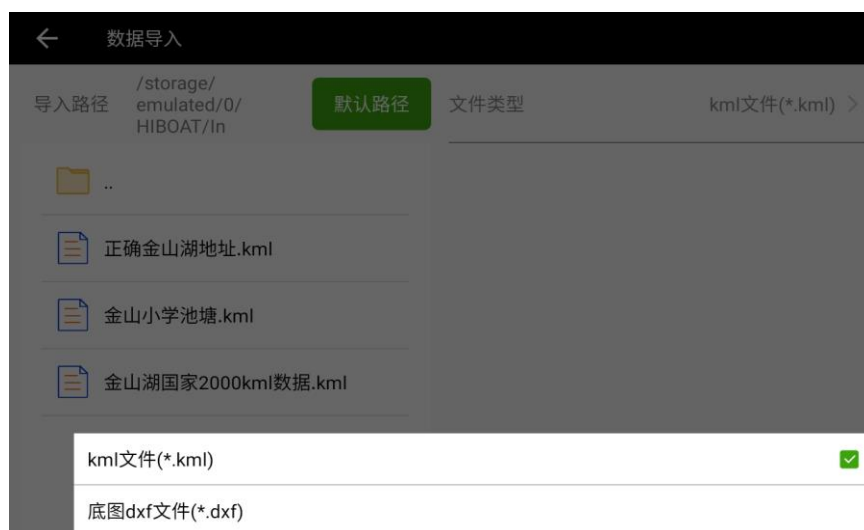 数据导入
导入路径
/storage/
emulated/0/
HIBOAT/In
默认路径
文件类型
kml文件(*.kml)
..
正确金山湖地址.kml
金山小学池塘.kml
金山湖国家2000kml数据.kml
kml文件(*.kml)
底图dxf文件(*.dxf)